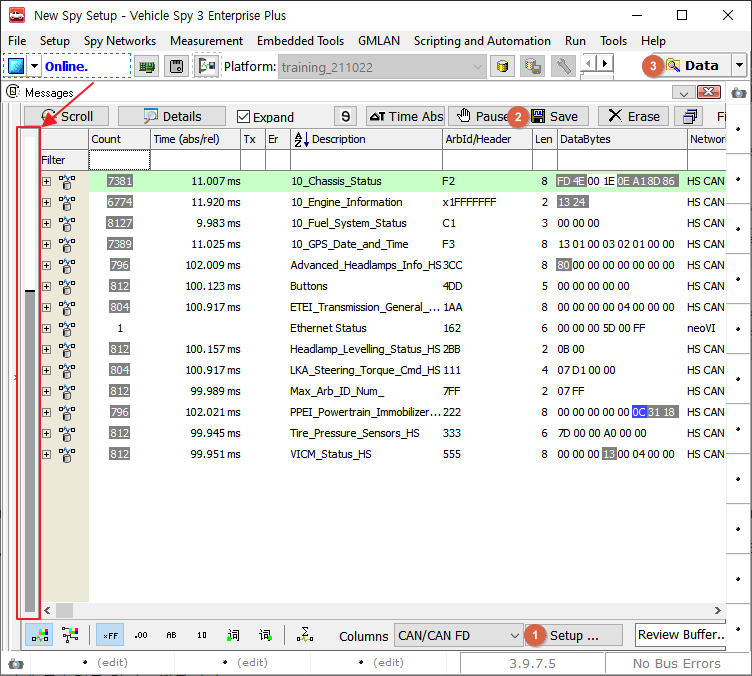 New Spy Setup - Vehicle Spy 3 Enterprise Plus
File Setup Spy Networks Measurement Embedded Tools GMLAN Scripting and Automation Run Tools Help
Online. Platform: training_211022 3 Data
Messages
Scroll Details Expand 9 ΔT Time Abs Pause 2 Save Erase Fi
Count Time (abs/rel) Tx Er AZ Description ArbId/Header Len DataBytes Networ
Filter
7381 11.007 ms 10_Chassis_Status F2 8 FD 4E 00 1E 0E A1 8D 86 HS CAN
6774 11.920 ms 10_Engine_Information x1FFFFFFF 2 13 24 HS CAN
8127 9.983 ms 10_Fuel_System_Status C1 3 00 00 00 HS CAN
7389 11.025 ms 10_GPS_Date_and_Time F3 8 13 01 00 03 02 01 00 00 HS CAN
796 102.009 ms Advanced_Headlamps_Info_HS 3CC 8 80 00 00 00 00 00 00 00 HS CAN
812 100.123 ms Buttons 4DD 5 00 00 00 00 00 HS CAN
804 100.917 ms ETEI_Transmission_General_... 1AA 8 00 00 00 00 00 04 00 00 00 HS CAN
1 Ethernet Status 162 6 00 00 00 5D 00 FF neoVI
812 100.157 ms Headlamp_Levelling_Status_HS 2BB 2 0B 00 HS CAN
804 100.917 ms LKA_Steering_Torque_Cmd_HS 111 4 07 D1 00 00 HS CAN
812 99.989 ms Max_Arb_ID_Num_ 7FF 2 07 FF HS CAN
796 102.021 ms PPEI_Powertrain_Immobilizer... 222 8 00 00 00 00 00 0C 31 18 HS CAN
812 99.945 ms Tire_Pressure_Sensors_HS 333 6 7D 00 00 A0 00 00 HS CAN
812 99.951 ms VICM_Status_HS 555 8 00 00 00 13 00 04 00 00 HS CAN
×FF .00 AB 10 Columns CAN/CAN FD 1 Setup ... Review Buffer..
(edit) (edit) (edit) 3.9.7.5 No Bus Errors